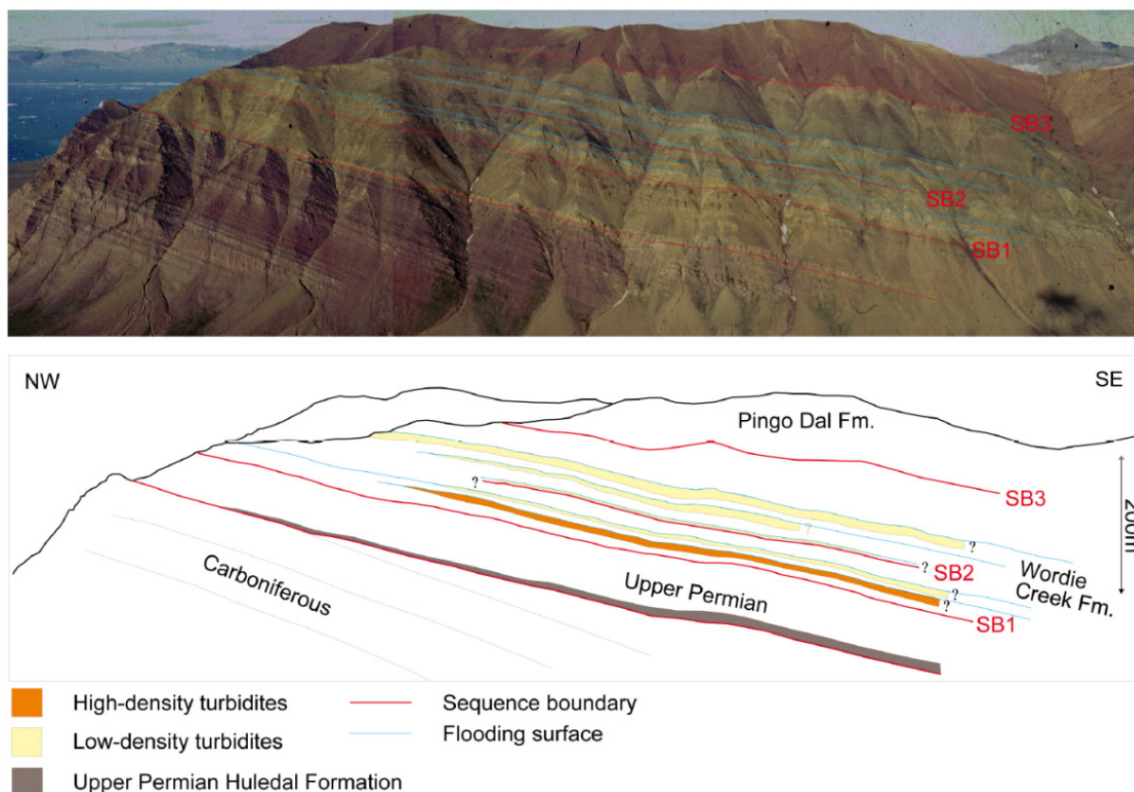 SB3
SB2
SB1
NW
SE
Pingo Dal Fm.
SB3
200m
?
?
?
Wordie
Creek Fm.
?
SB2
Carboniferous
Upper Permian
?
?
SB1
High-density turbidites
Sequence boundary
Low-density turbidites
Flooding surface
Upper Permian Huledal Formation